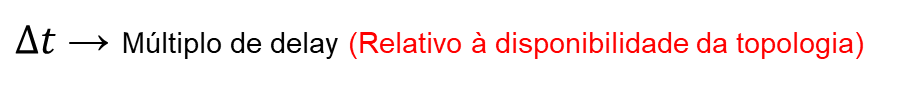 Δt → Múltiplo de delay (Relativo à disponibilidade da topologia)